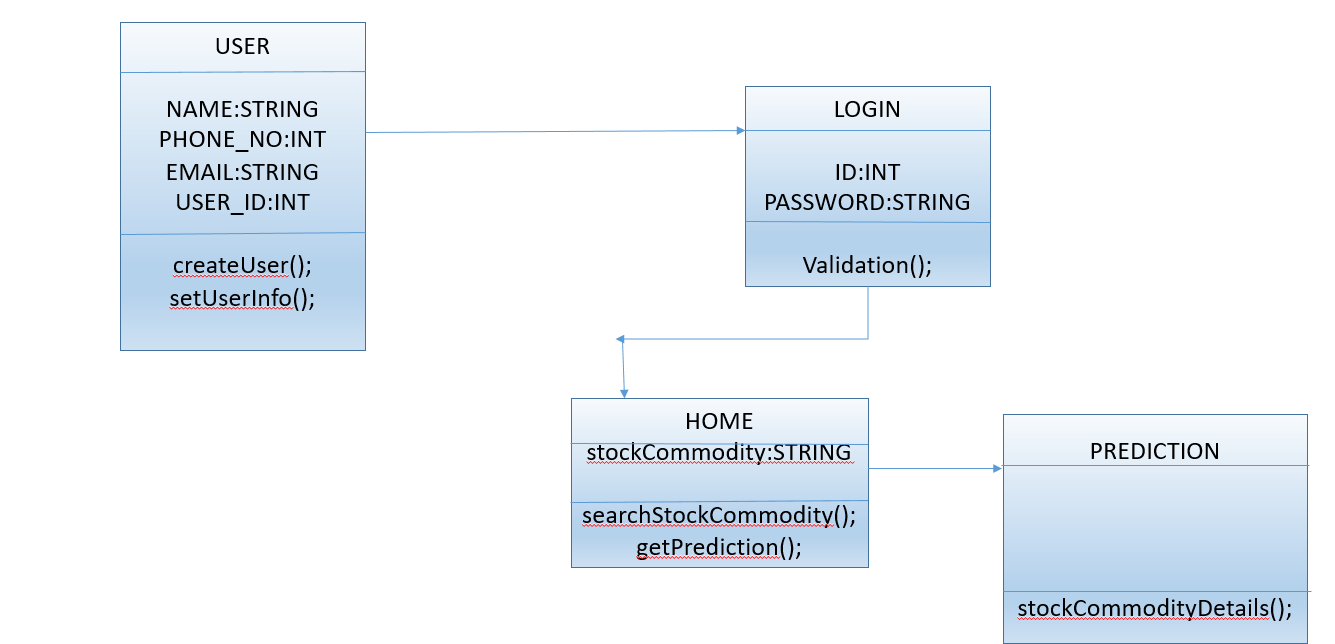 USER
NAME:STRING
PHONE_NO:INT
EMAIL:STRING
USER_ID:INT
createUser();
setUserInfo();
LOGIN
ID:INT
PASSWORD:STRING
Validation();
HOME
stockCommodity:STRING
searchStockCommodity();
getPrediction();
PREDICTION
stockCommodityDetails();